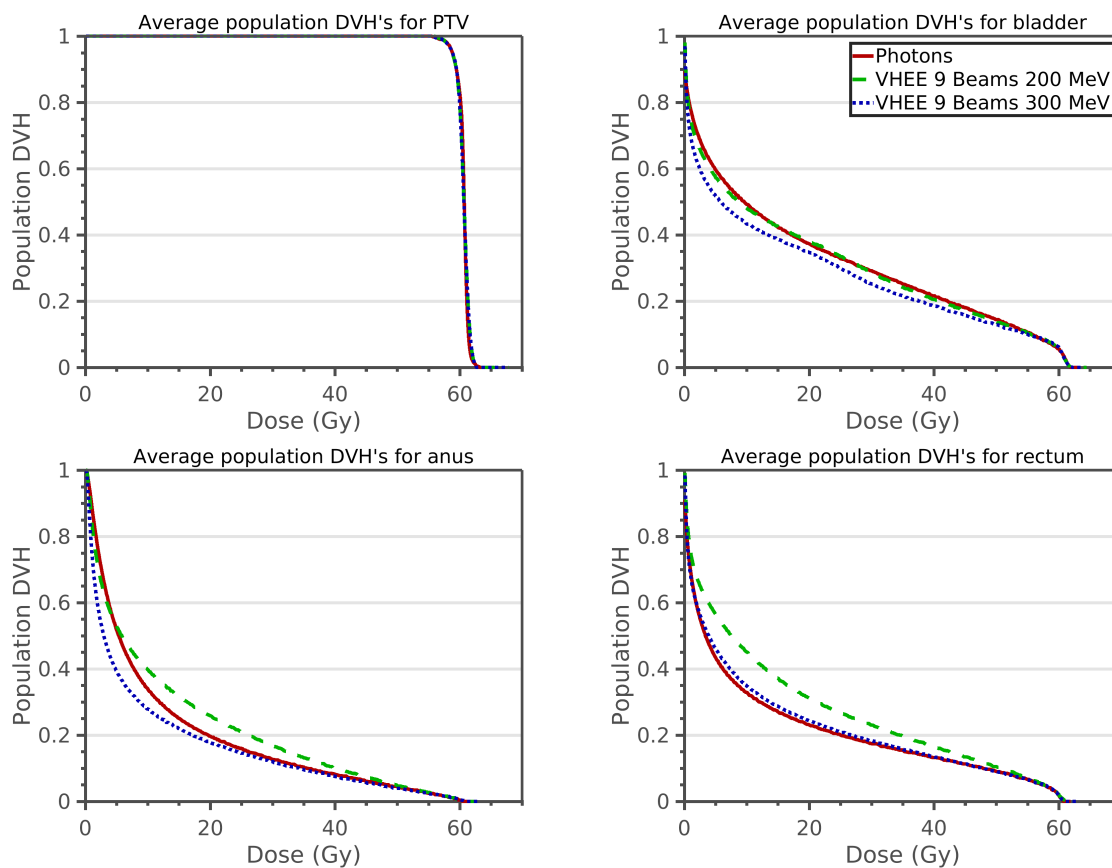 Average population DVH's for PTV
1
0.8
0.6
0.4
0.2
0
Population DVH
0
20
40
60
Dose (Gy)
Average population DVH's for bladder
Photons
VHEE 9 Beams 200 MeV
VHEE 9 Beams 300 MeV
1
0.8
0.6
0.4
0.2
0
Population DVH
0
20
40
60
Dose (Gy)
Average population DVH's for anus
1
0.8
0.6
0.4
0.2
0
Population DVH
0
20
40
60
Dose (Gy)
Average population DVH's for rectum
1
0.8
0.6
0.4
0.2
0
Population DVH
0
20
40
60
Dose (Gy)